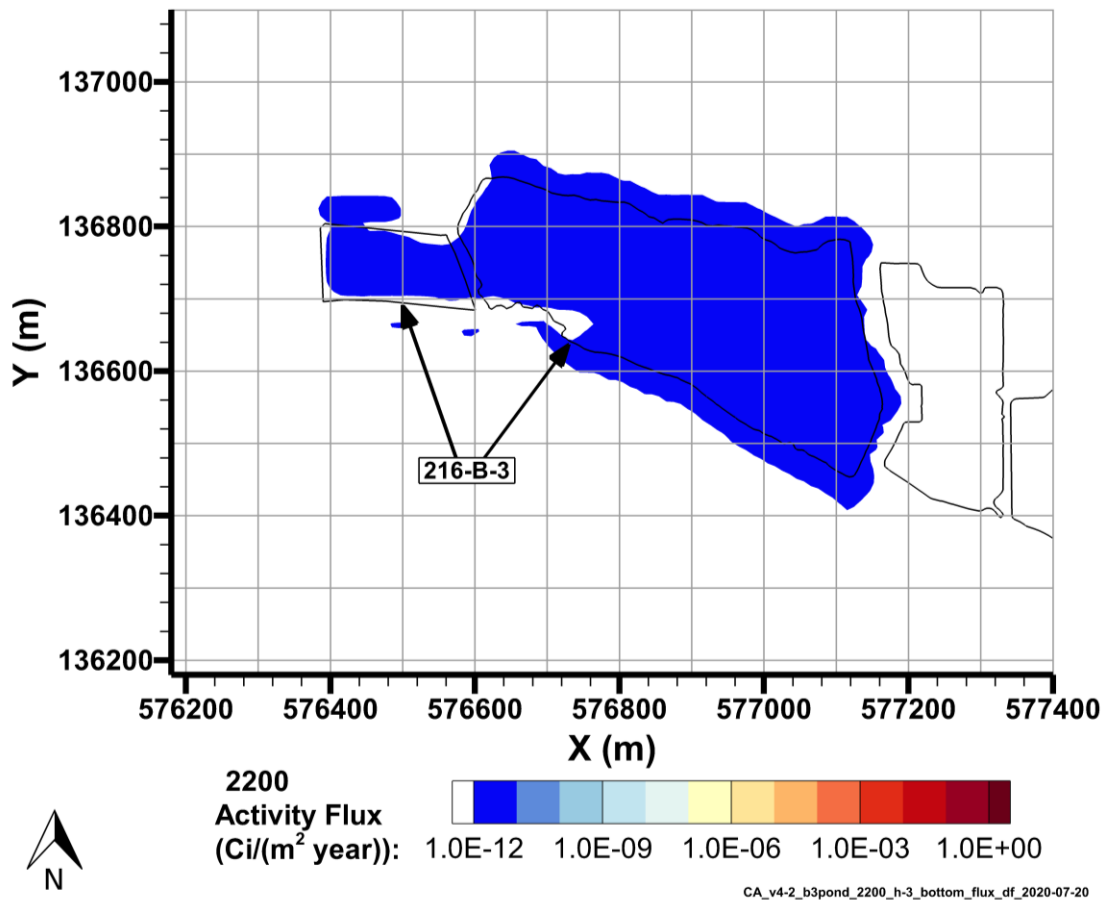 137000
136800
136600
136400
136200
Y (m)
216-B-3
576200 576400 576600 576800 577000 577200 577400
X (m)
2200
Activity Flux
(Ci/(m² year)):
1.0E-12 1.0E-09 1.0E-06 1.0E-03 1.0E+00
N
CA_v4-2_b3pond_2200_h-3_bottom_flux_df_2020-07-20